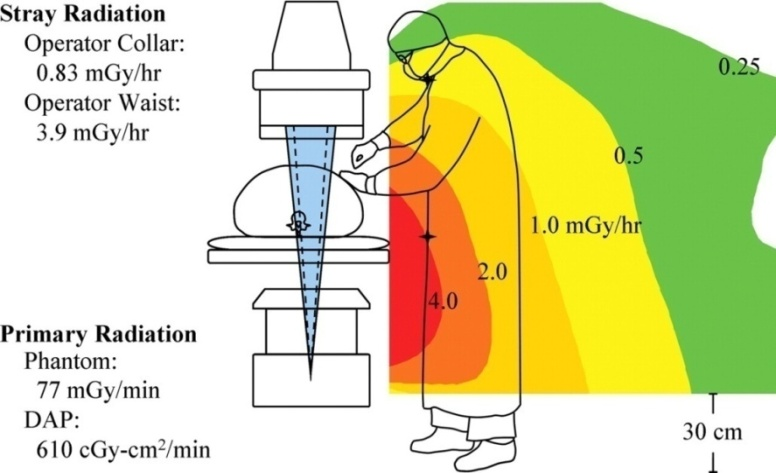 Stray Radiation
Operator Collar:
0.83 mGy/hr
Operator Waist:
3.9 mGy/hr
0.25
0.5
1.0 mGy/hr
2.0
4.0
Primary Radiation
Phantom:
77 mGy/min
DAP:
610 cGy-cm²/min
30 cm